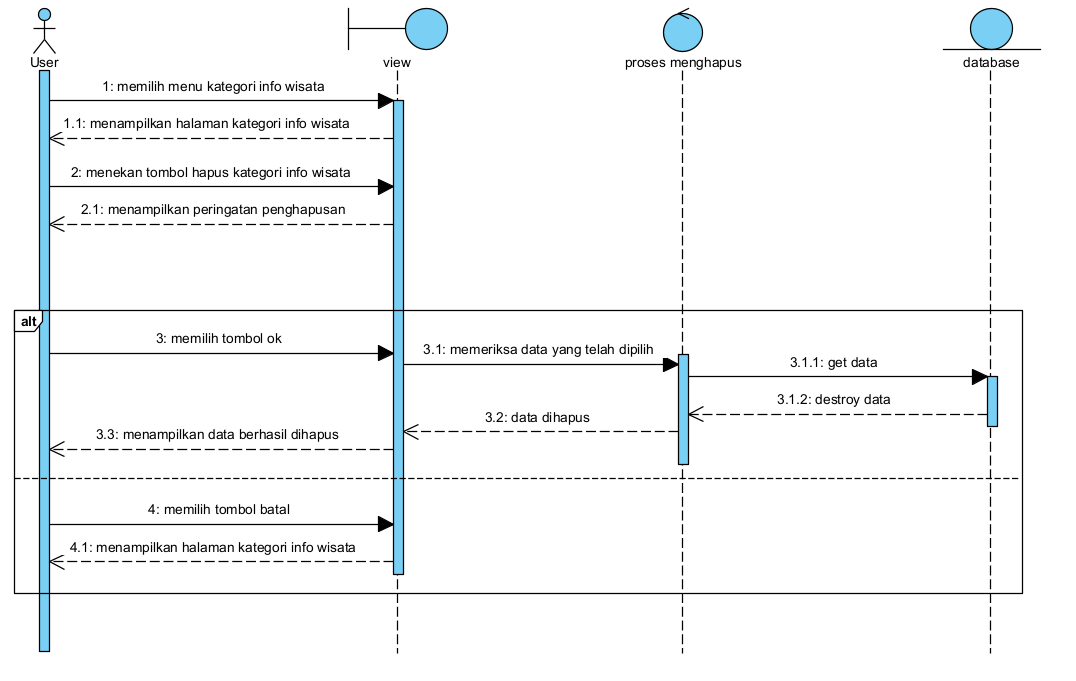 User
view
proses menghapus
database
1: memilih menu kategori info wisata
1.1: menampilkan halaman kategori info wisata
2: menekan tombol hapus kategori info wisata
2.1: menampilkan peringatan penghapusan
alt
3: memilih tombol ok
3.1: memeriksa data yang telah dipilih
3.1.1: get data
3.1.2: destroy data
3.2: data dihapus
3.3: menampilkan data berhasil dihapus
4: memilih tombol batal
4.1: menampilkan halaman kategori info wisata